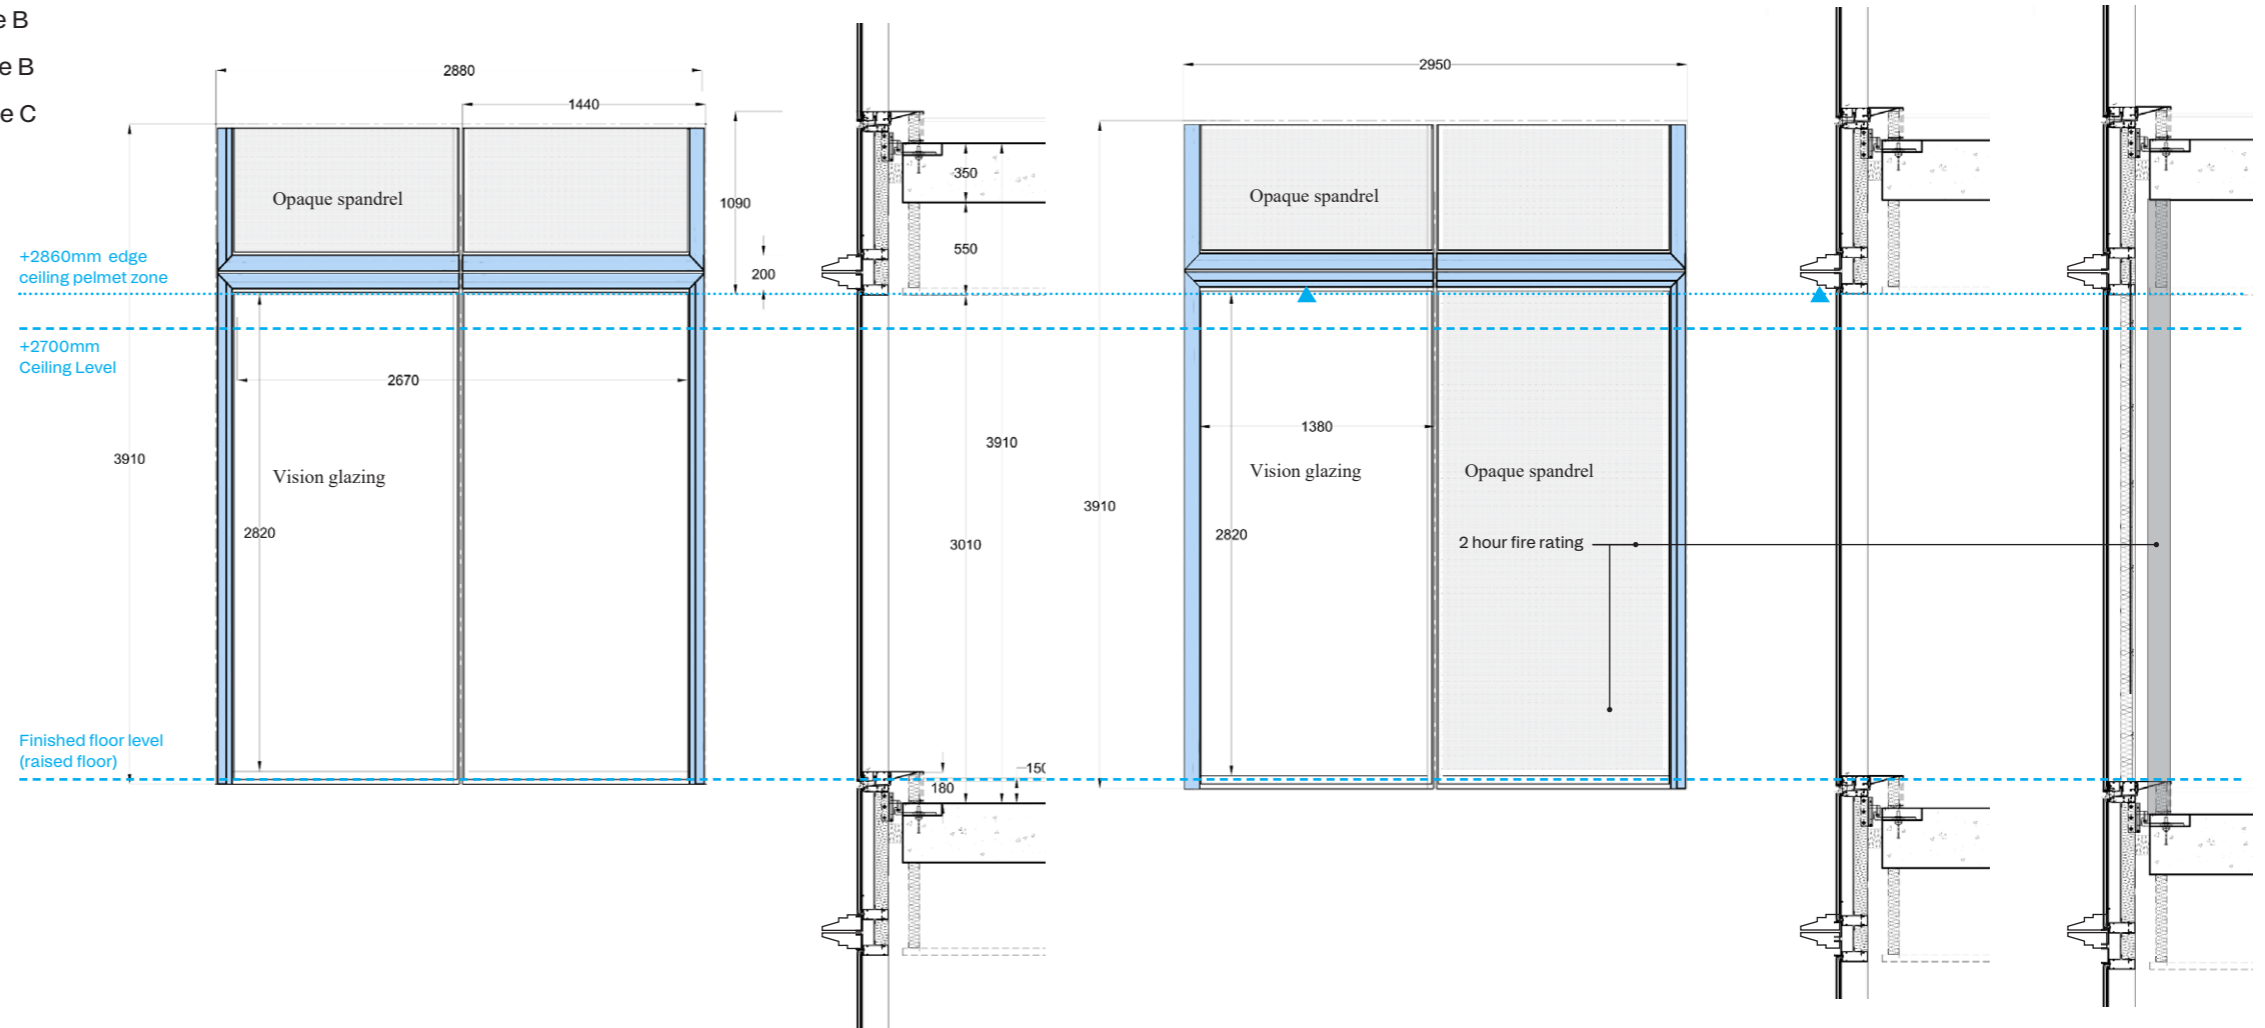 e B
e B
e C
2880
1440
2950
350
1090
Opaque spandrel
Opaque spandrel
550
+2860mm edge
ceiling pelmet zone
200
+2700mm
Ceiling Level
2670
1380
3910
3910
Vision glazing
Vision glazing
Opaque spandrel
3910
2820
2820
3010
2 hour fire rating
Finished floor level
(raised floor)
150
180